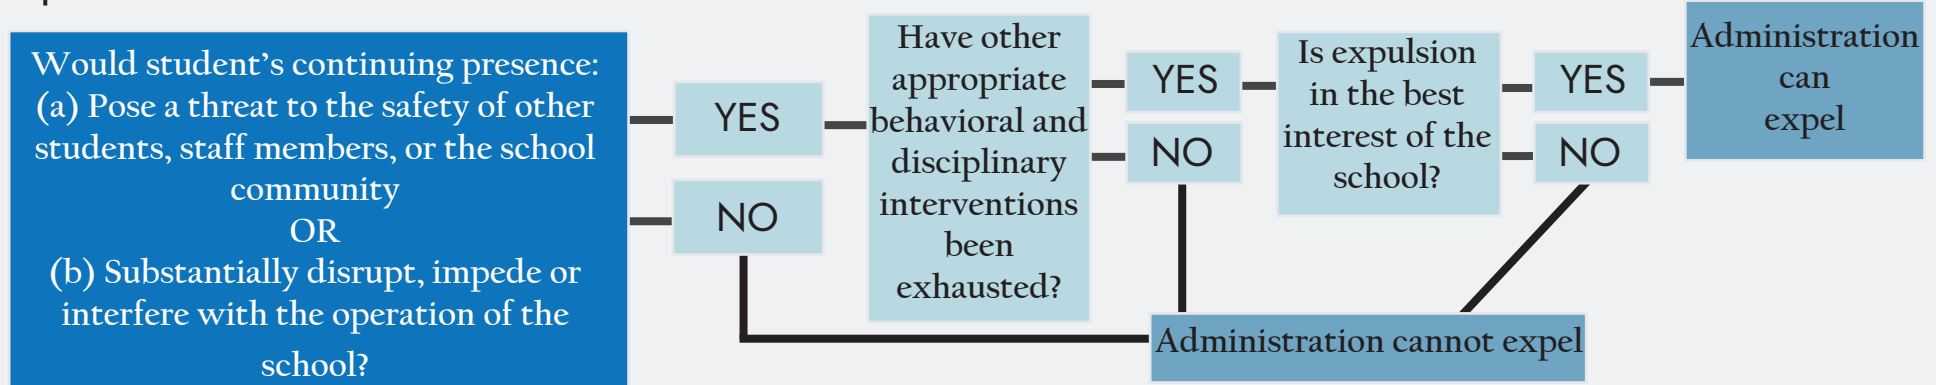 Would student's continuing presence:
(a) Pose a threat to the safety of other
students, staff members, or the school
community
OR
(b) Substantially disrupt, impede or
interfere with the operation of the
school?
YES
NO
Have other
appropriate
behavioral and
disciplinary
interventions
been
exhausted?
YES
NO
Is expulsion
in the best
interest of the
school?
YES
NO
Administration
can
expel
Administration cannot expel